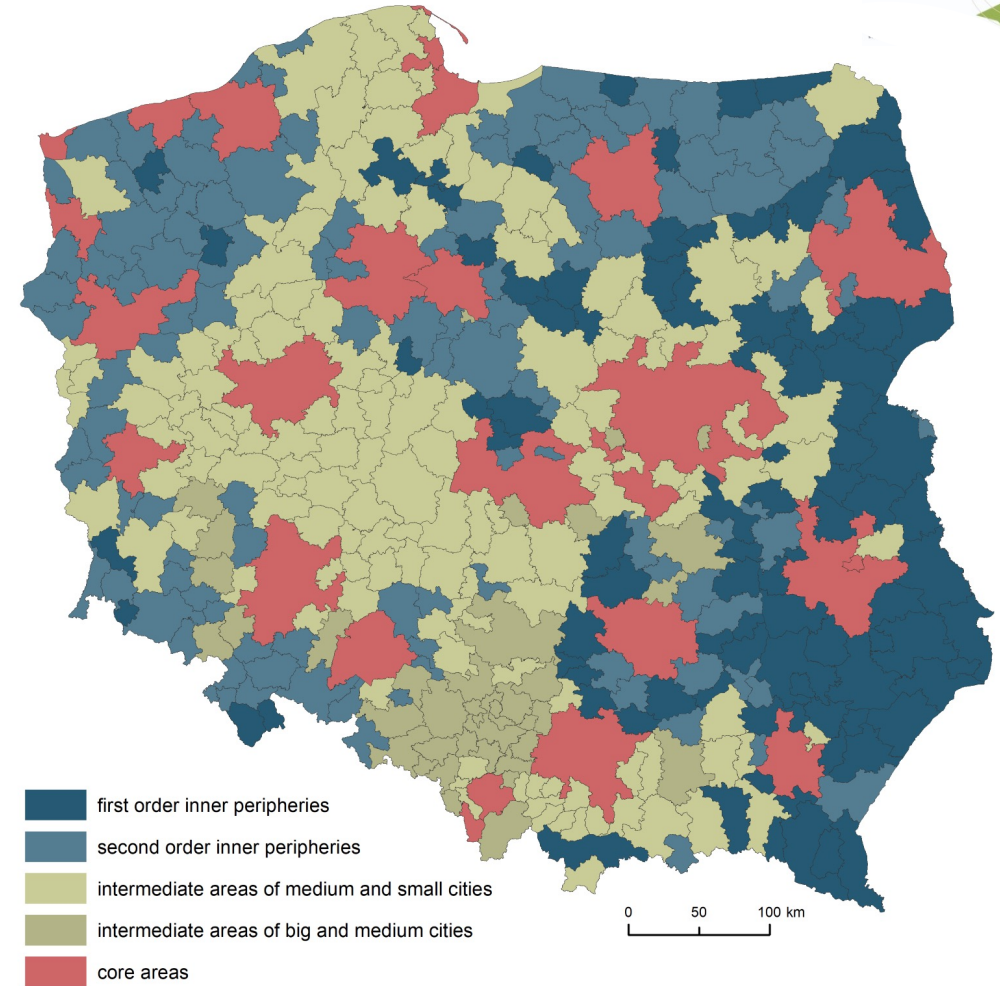 first order inner peripheries
second order inner peripheries
intermediate areas of medium and small cities
intermediate areas of big and medium cities
core areas
0 50 100 km